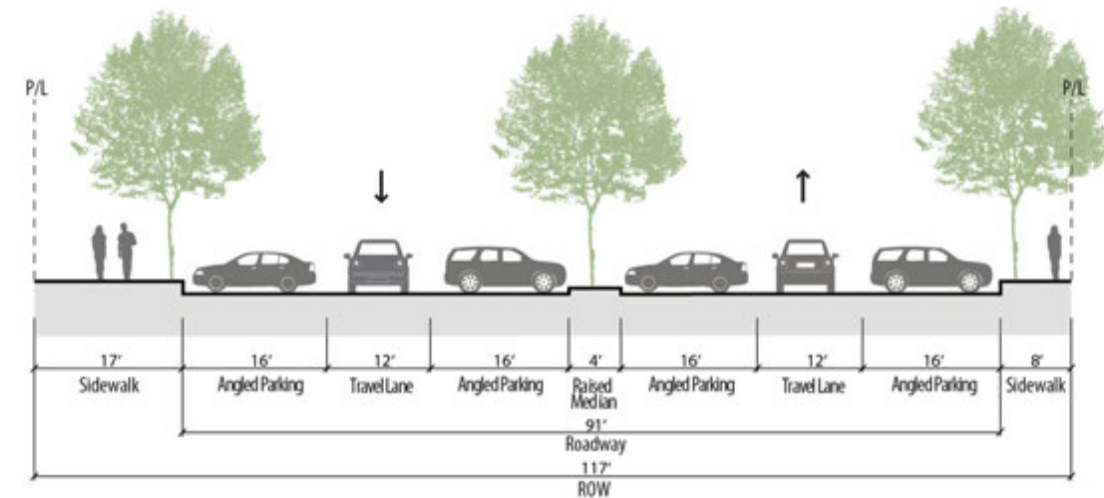 P/L
P/L
17′ 16′ 12′ 16′ 4′ 16′ 12′ 16′ 8′
Sidewalk Angled Parking Travel Lane Angled Parking Raised Angled Parking Travel Lane Angled Parking Sidewalk
Median
91′
Roadway
117′
ROW